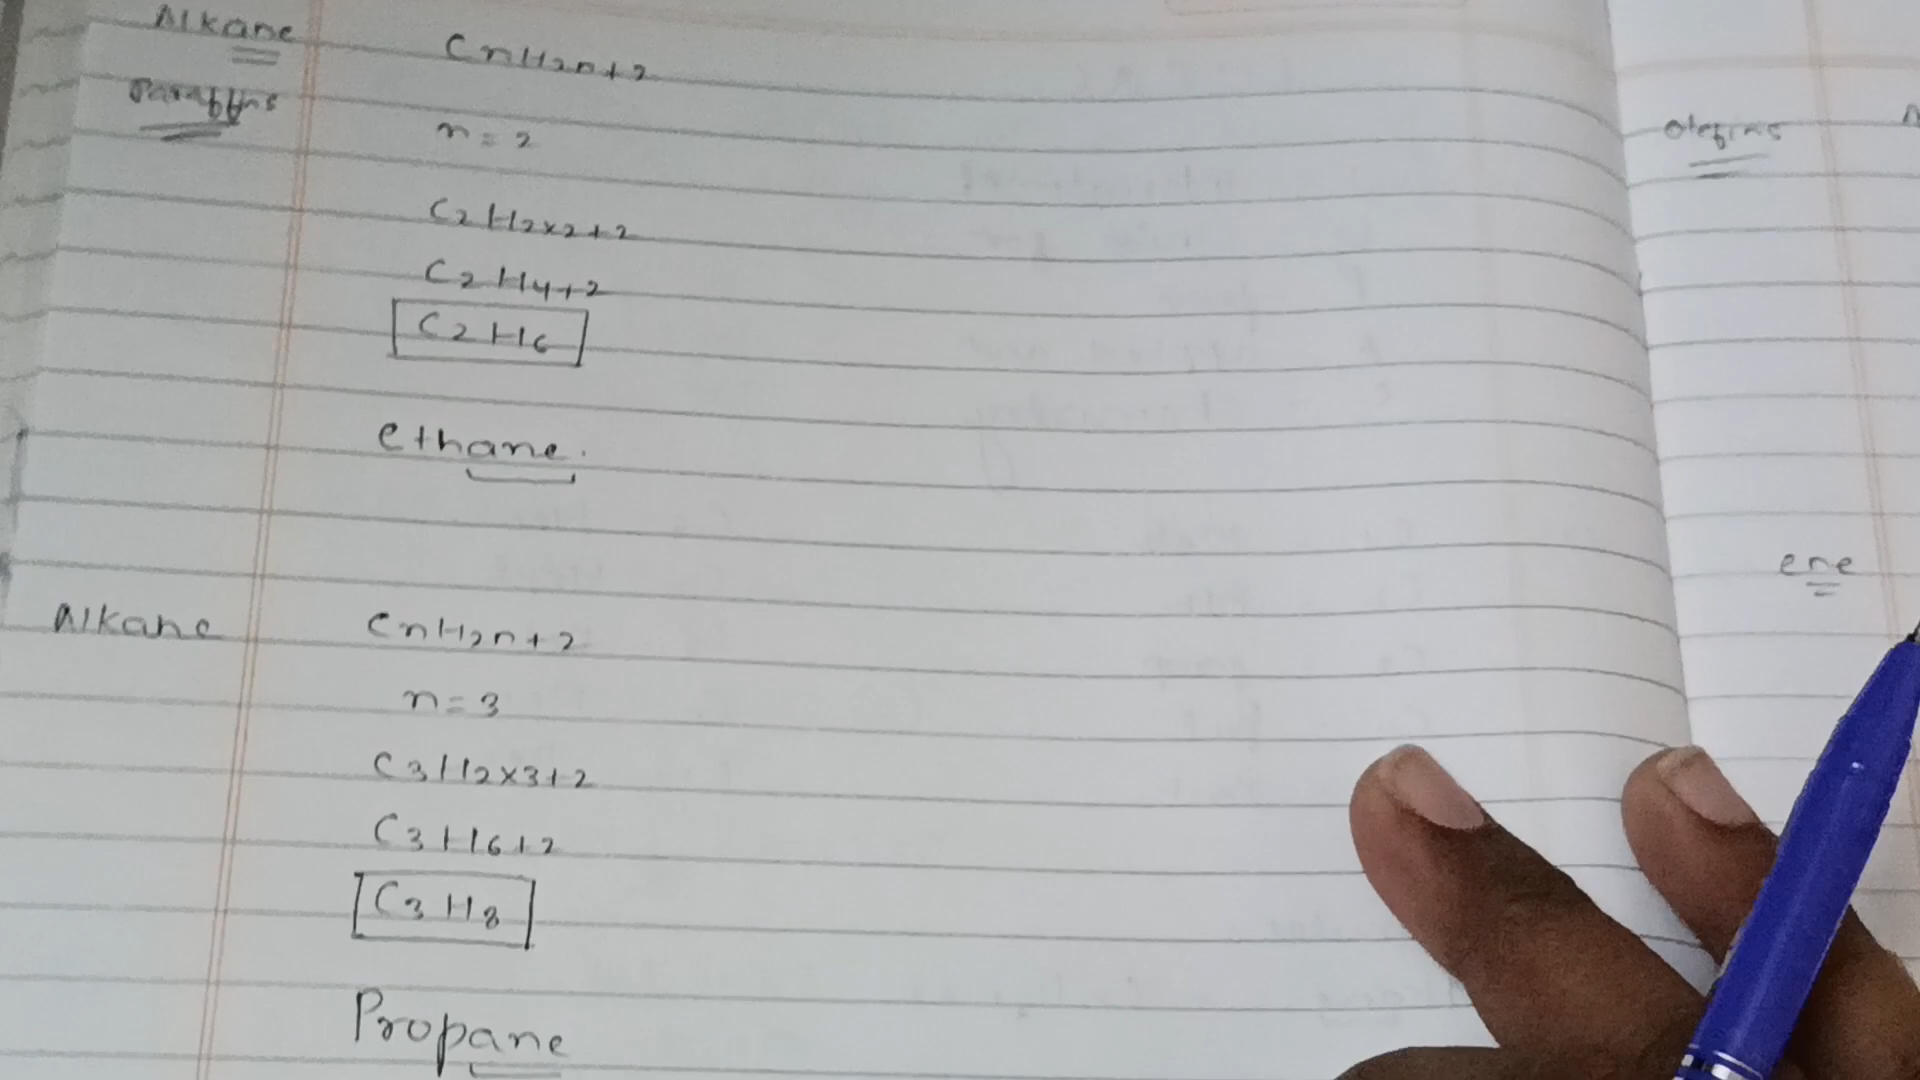 Alkane CnH2n+2
Paraffins
n = 2
C2H2x2+2
C2H4+2
C2H6
ethane.
Alkane CnH2n+2
n = 3
C3H2x3+2
C3H6+2
C3H8
Propane
Olefins
ene